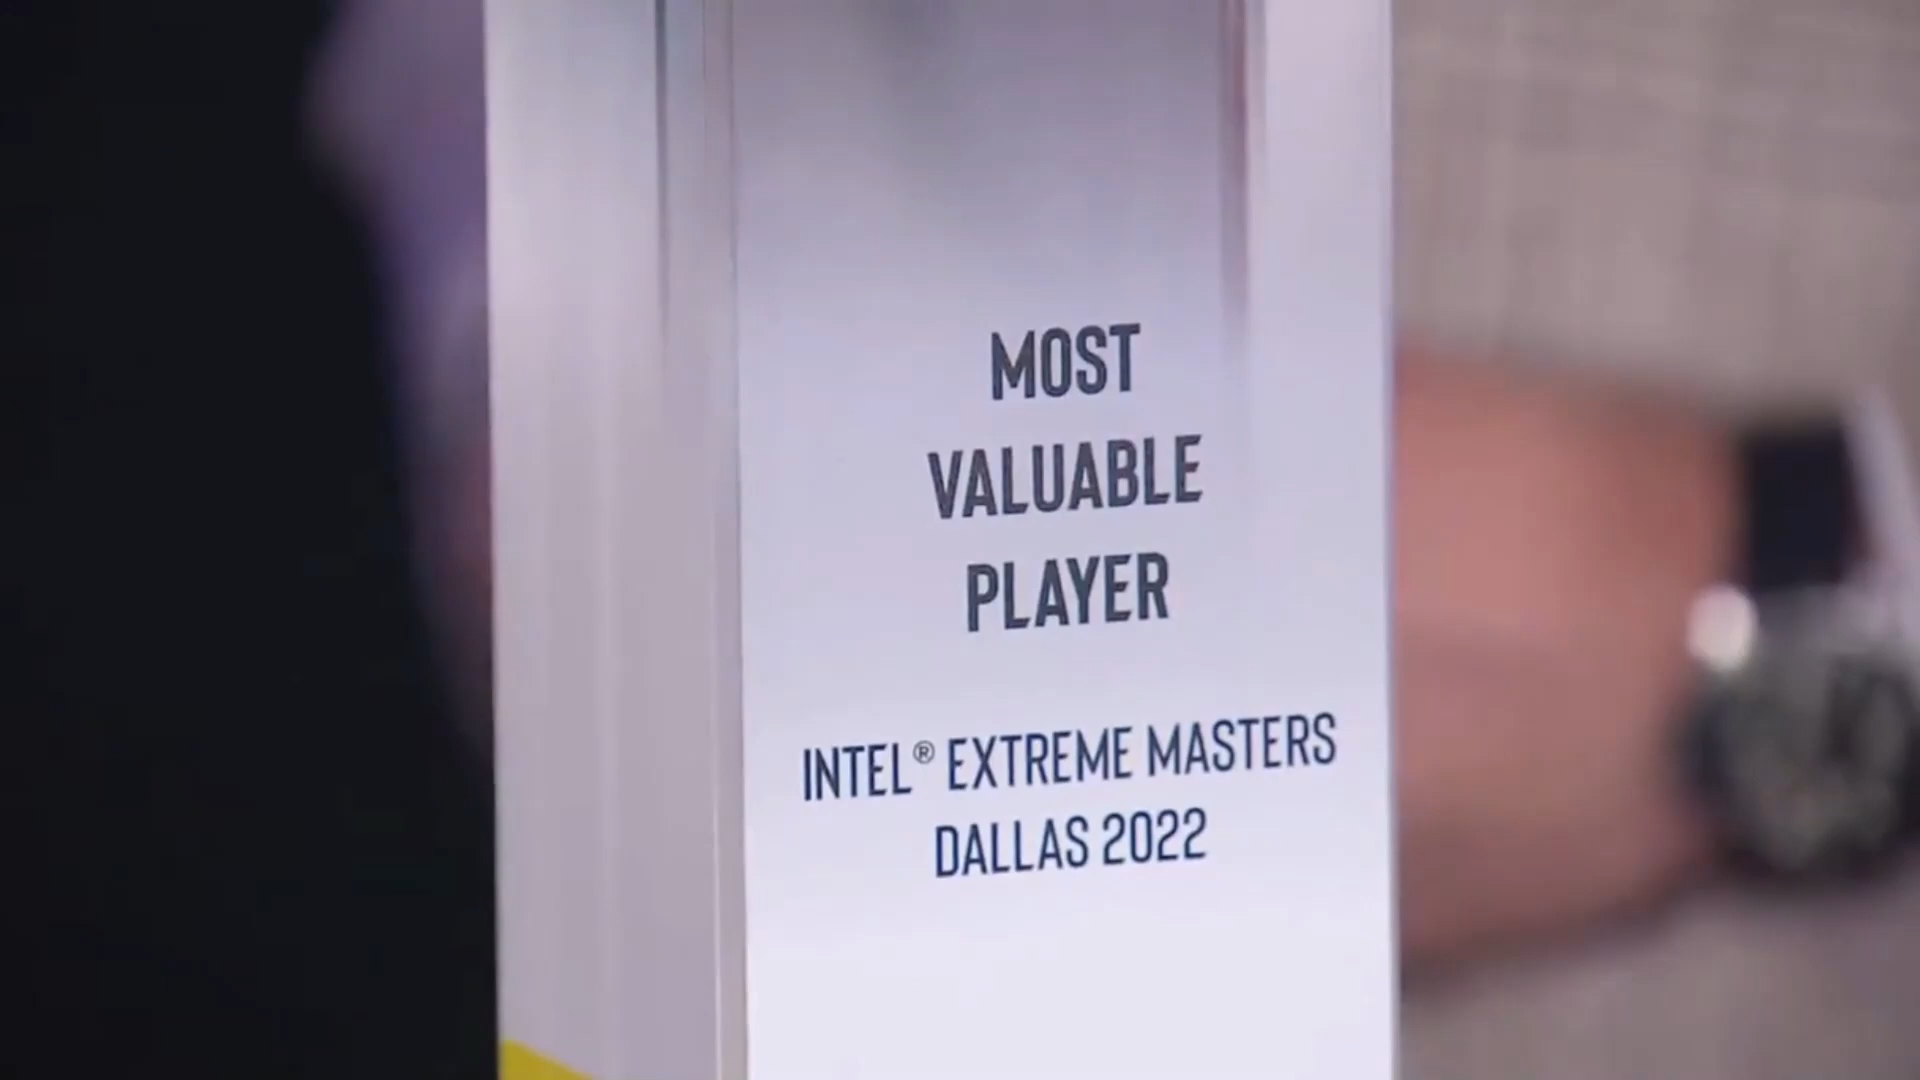 MOST
VALUABLE
PLAYER
INTEL® EXTREME MASTERS
DALLAS 2022